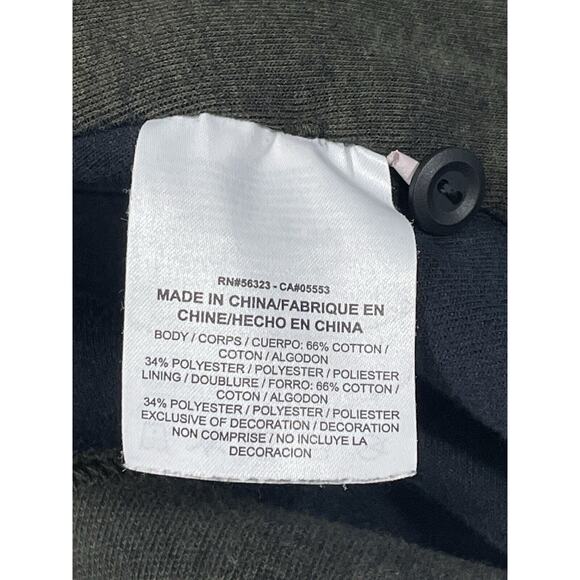 RN#56323 - CA#05553
MADE IN CHINA/FABRIQUE EN
CHINE/HECHO EN CHINA
BODY / CORPS / CUERPO: 66% COTTON /
COTON / ALGODON
34% POLYESTER / POLYESTER / POLIESTER
LINING / DOUBLURE / FORRO: 66% COTTON /
COTON / ALGODON
34% POLYESTER / POLYESTER / POLIESTER
EXCLUSIVE OF DECORATION / DECORATION
NON COMPRISE / NO INCLUYE LA
DECORACION